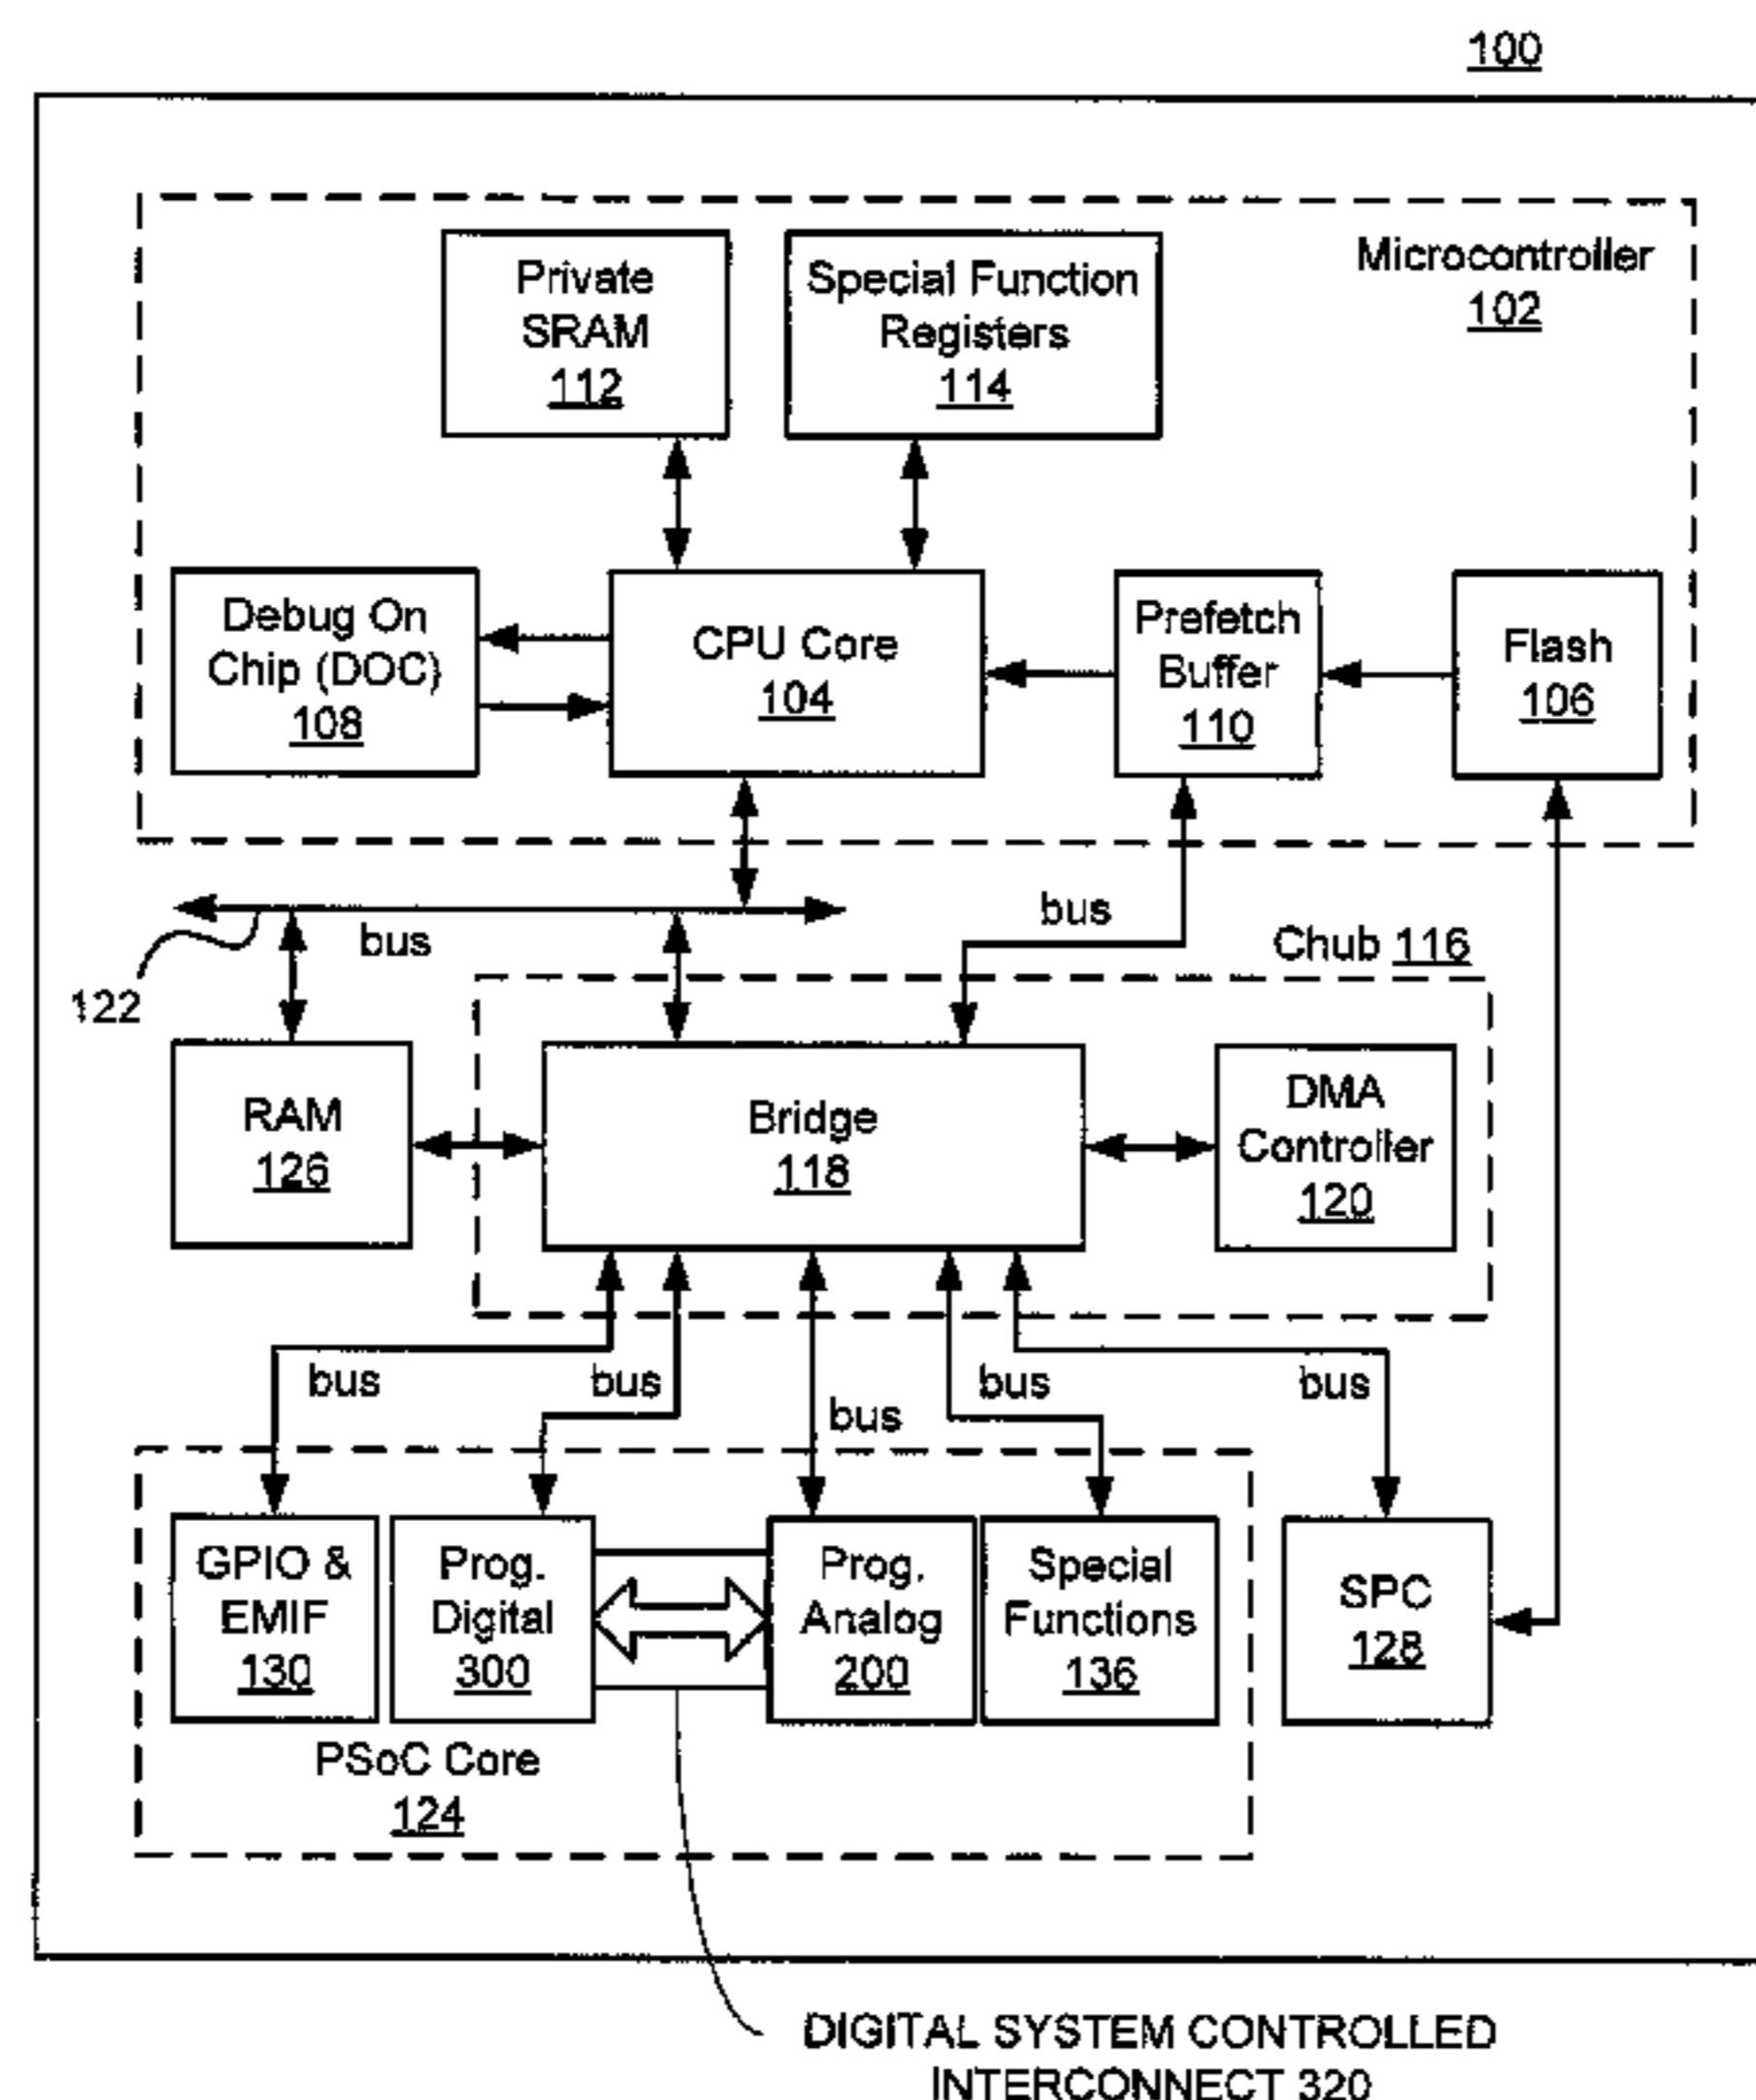 100
Microcontroller
102
Private
SRAM
112
Special Function
Registers
114
Debug On
Chip (DOC)
108
CPU Core
104
Prefetch
Buffer
110
Flash
106
bus
122
bus
Chub 116
RAM
126
Bridge
118
DMA
Controller
120
bus
bus
bus
bus
bus
GPIO &
EMIF
130
Prog.
Digital
300
Prog.
Analog
200
Special
Functions
136
SPC
128
PSoC Core
124
DIGITAL SYSTEM CONTROLLED
INTERCONNECT 320